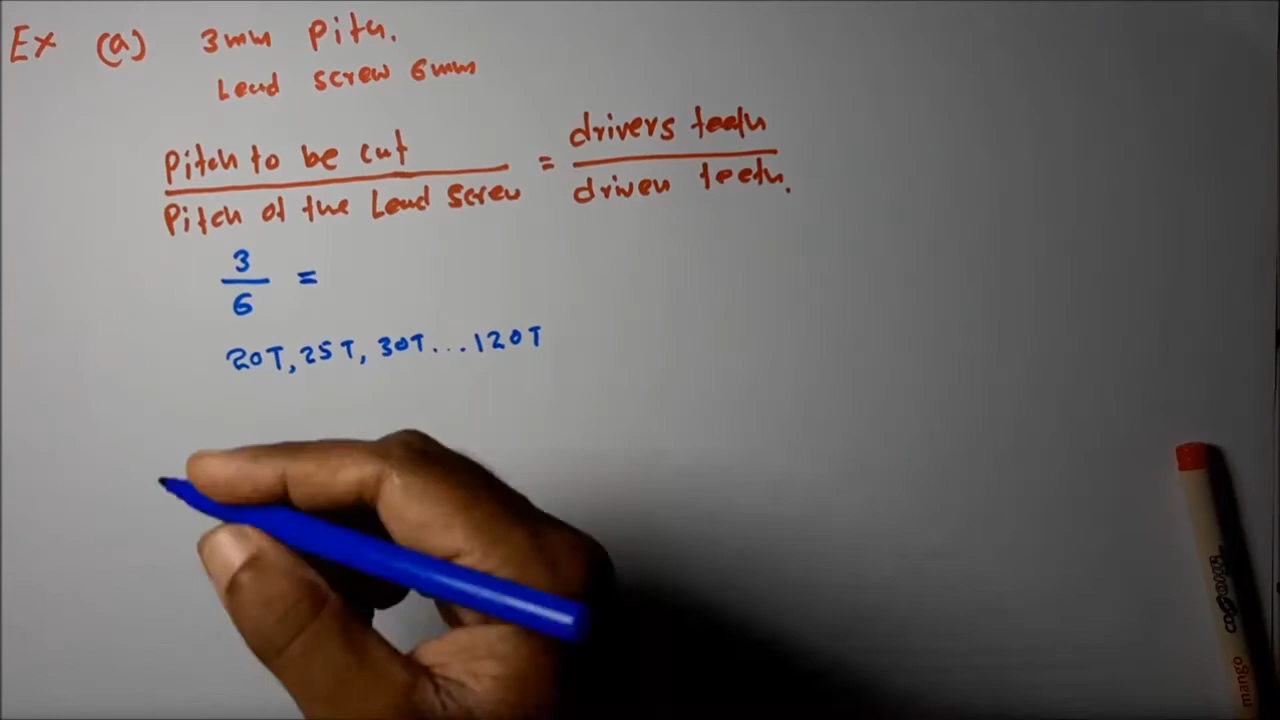 Ex (a) 3mm Pitch.
Lead screw 6mm
Pitch to be cut
Pitch of the Lead Screw
=
drivers teeth
driven teeth.
3
6
=
20T, 25T, 30T...120T
mango